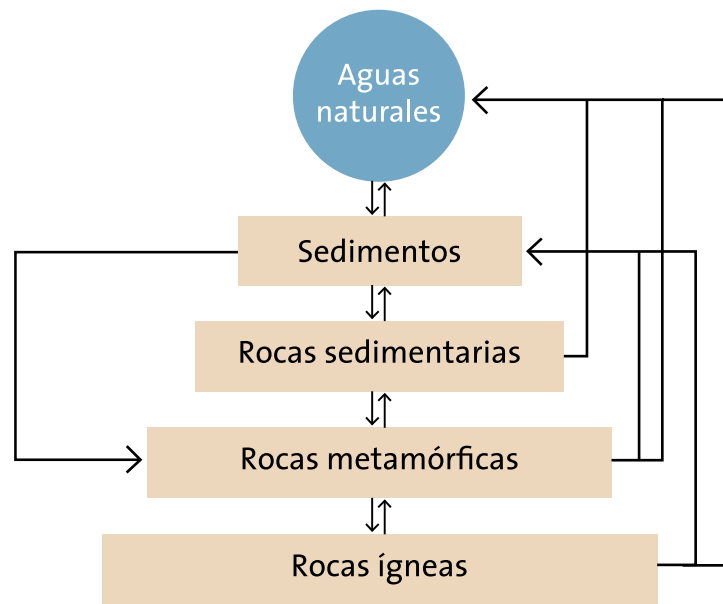 Aguas
naturales
Sedimentos
Rocas sedimentarias
Rocas metamórficas
Rocas ígneas